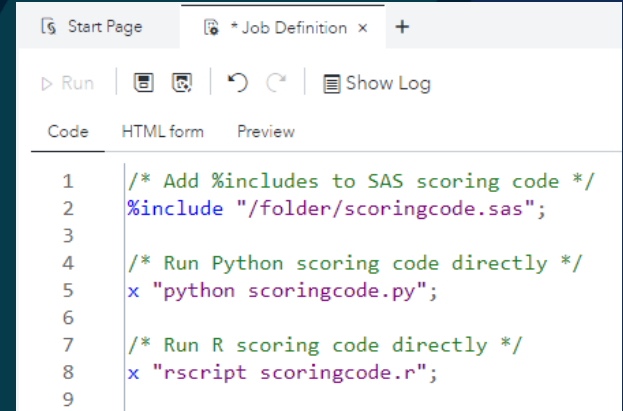 Start Page * Job Definition × +
Run Show Log
Code HTML form Preview
1 /* Add %includes to SAS scoring code */
2 %include "/folder/scoringcode.sas";
3
4 /* Run Python scoring code directly */
5 x "python scoringcode.py";
6
7 /* Run R scoring code directly */
8 x "rscript scoringcode.r";
9